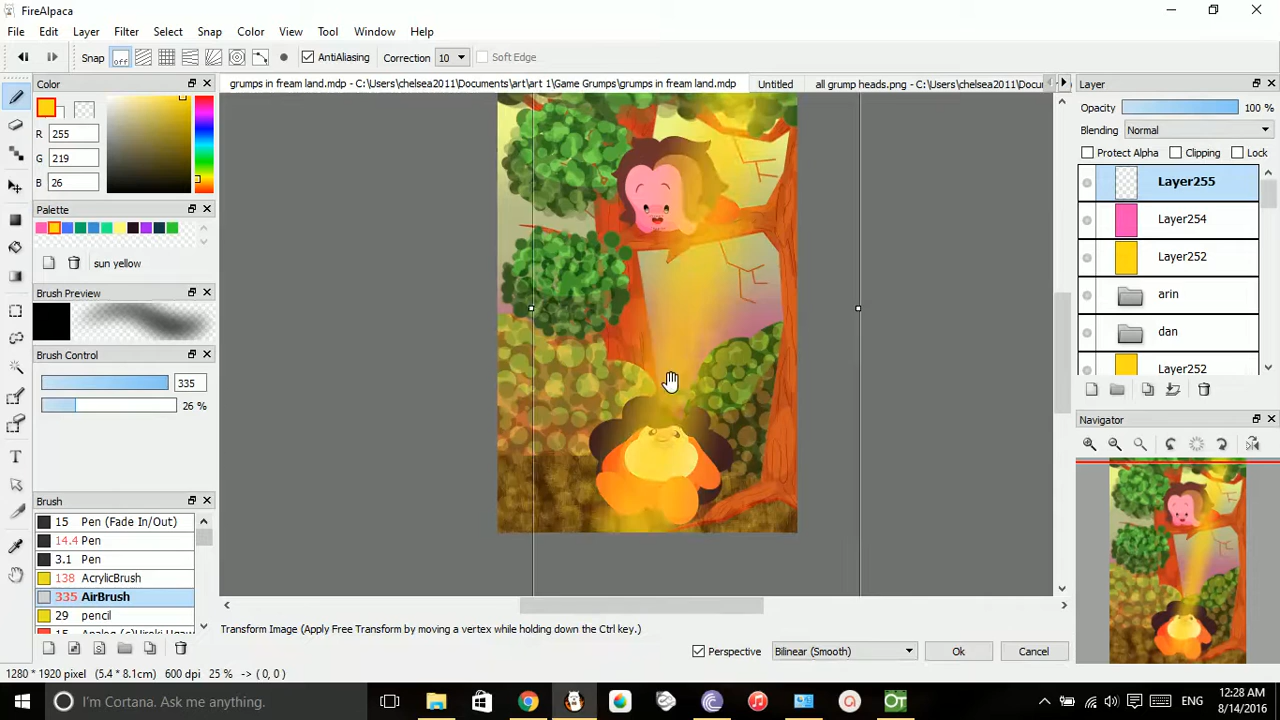 FireAlpaca
File Edit Layer Filter Select Snap Color View Tool Window Help
Snap off AntiAliasing Correction 10 Soft Edge
Color
grumps in fream land.mdp - C:\Users\chelsea2011\Documents\art\art 1\Game Grumps\grumps in fream land.mdp Untitled all grump heads.png - C:\Users\chelsea2011\Docu
Layer
R 255
G 219
B 26
Opacity 100 %
Blending Normal
Protect Alpha Clipping Lock
Layer255
Layer254
Layer252
arin
dan
Layer252
Palette
sun yellow
Brush Preview
Brush Control
335
26 %
Navigator
Brush
15 Pen (Fade In/Out)
14.4 Pen
3.1 Pen
138 AcrylicBrush
335 AirBrush
29 pencil
Transform Image (Apply Free Transform by moving a vertex while holding down the Ctrl key.)
Perspective Bilinear (Smooth) Ok Cancel
1280 * 1920 pixel (5.4 * 8.1cm) 600 dpi 25 % -> ( 0, 0 )
I'm Cortana. Ask me anything.
ENG
12:28 AM
8/14/2016